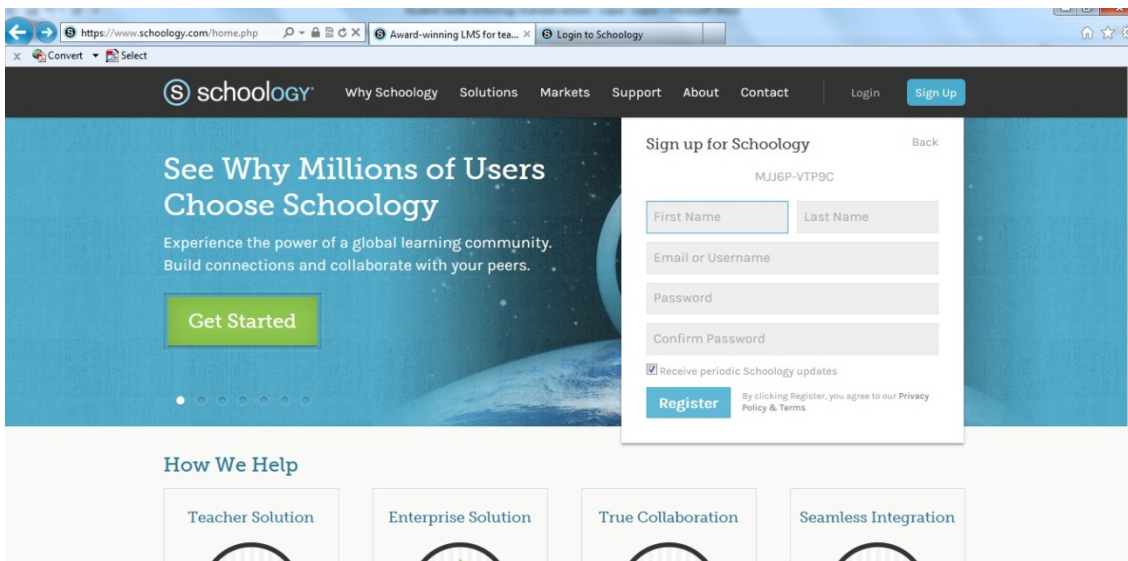 https://www.schoology.com/home.php
Award-winning LMS for tea...
Login to Schoology
x Convert Select
S schoology
Why Schoology Solutions Markets Support About Contact Login Sign Up
See Why Millions of Users
Choose Schoology
Experience the power of a global learning community.
Build connections and collaborate with your peers.
Get Started
Sign up for Schoology Back
MJJ6P-VTP9C
First Name Last Name
Email or Username
Password
Confirm Password
Receive periodic Schoology updates
Register
By clicking Register, you agree to our Privacy
Policy & Terms
How We Help
Teacher Solution Enterprise Solution True Collaboration Seamless Integration